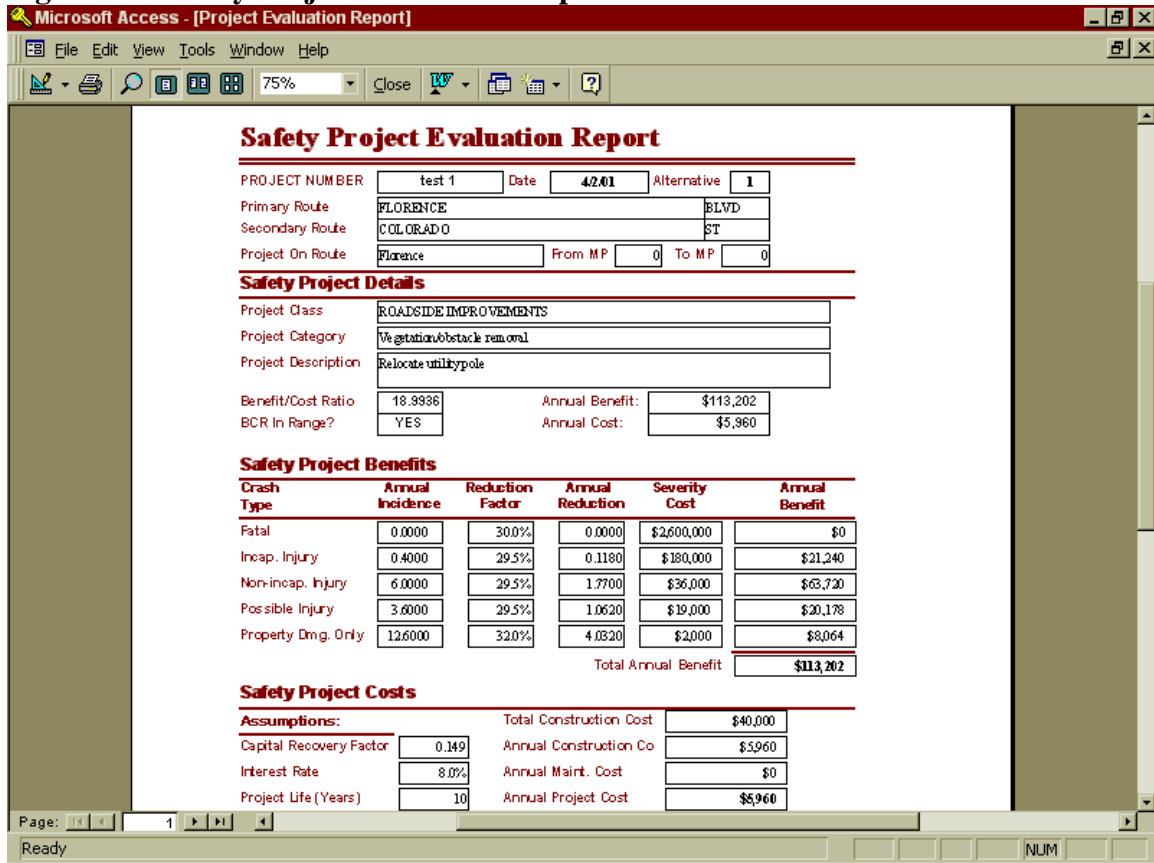 Microsoft Access - [Project Evaluation Report]
File Edit View Tools Window Help
75% Close
Safety Project Evaluation Report
PROJECT NUMBER test 1 Date 4/2/01 Alternative 1
Primary Route FLORENCE BLVD
Secondary Route COLORADO ST
Project On Route Florence From MP 0 To MP 0
Safety Project Details
Project Class ROADSIDE IMPROVEMENTS
Project Category Vegetation/obstacle removal
Project Description Relocate utility pole
Benefit/Cost Ratio 18.9936 Annual Benefit: $113,202
BCR In Range? YES Annual Cost: $5,960
Safety Project Benefits
Crash Annual Reduction Annual Severity Annual
Type Incidence Factor Reduction Cost Benefit
Fatal 0.0000 30.0% 0.0000 $2,600,000 $0
Incap. Injury 0.4000 29.5% 0.1180 $180,000 $21,240
Non-incap. Injury 6.0000 29.5% 1.7700 $36,000 $63,720
Possible Injury 3.6000 29.5% 1.0620 $19,000 $20,178
Property Dmg. Only 12.6000 32.0% 4.0320 $2,000 $8,064
Total Annual Benefit $113,202
Safety Project Costs
Assumptions: Total Construction Cost $40,000
Capital Recovery Factor 0.149 Annual Construction Co $5,960
Interest Rate 8.0% Annual Maint. Cost $0
Project Life (Years) 10 Annual Project Cost $5,960
Page: 1
Ready NUM